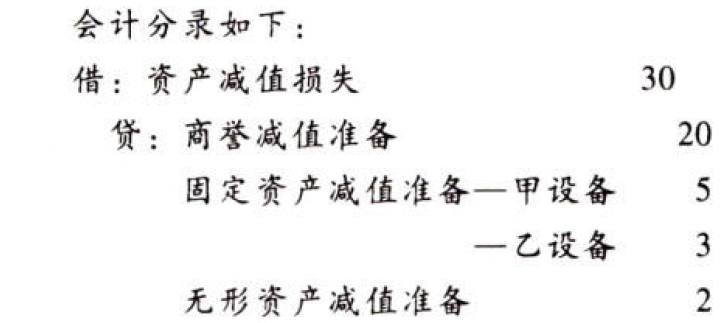 会计分录如下：
借：资产减值损失 30
贷：商誉减值准备 20
固定资产减值准备—甲设备 5
—乙设备 3
无形资产减值准备 2